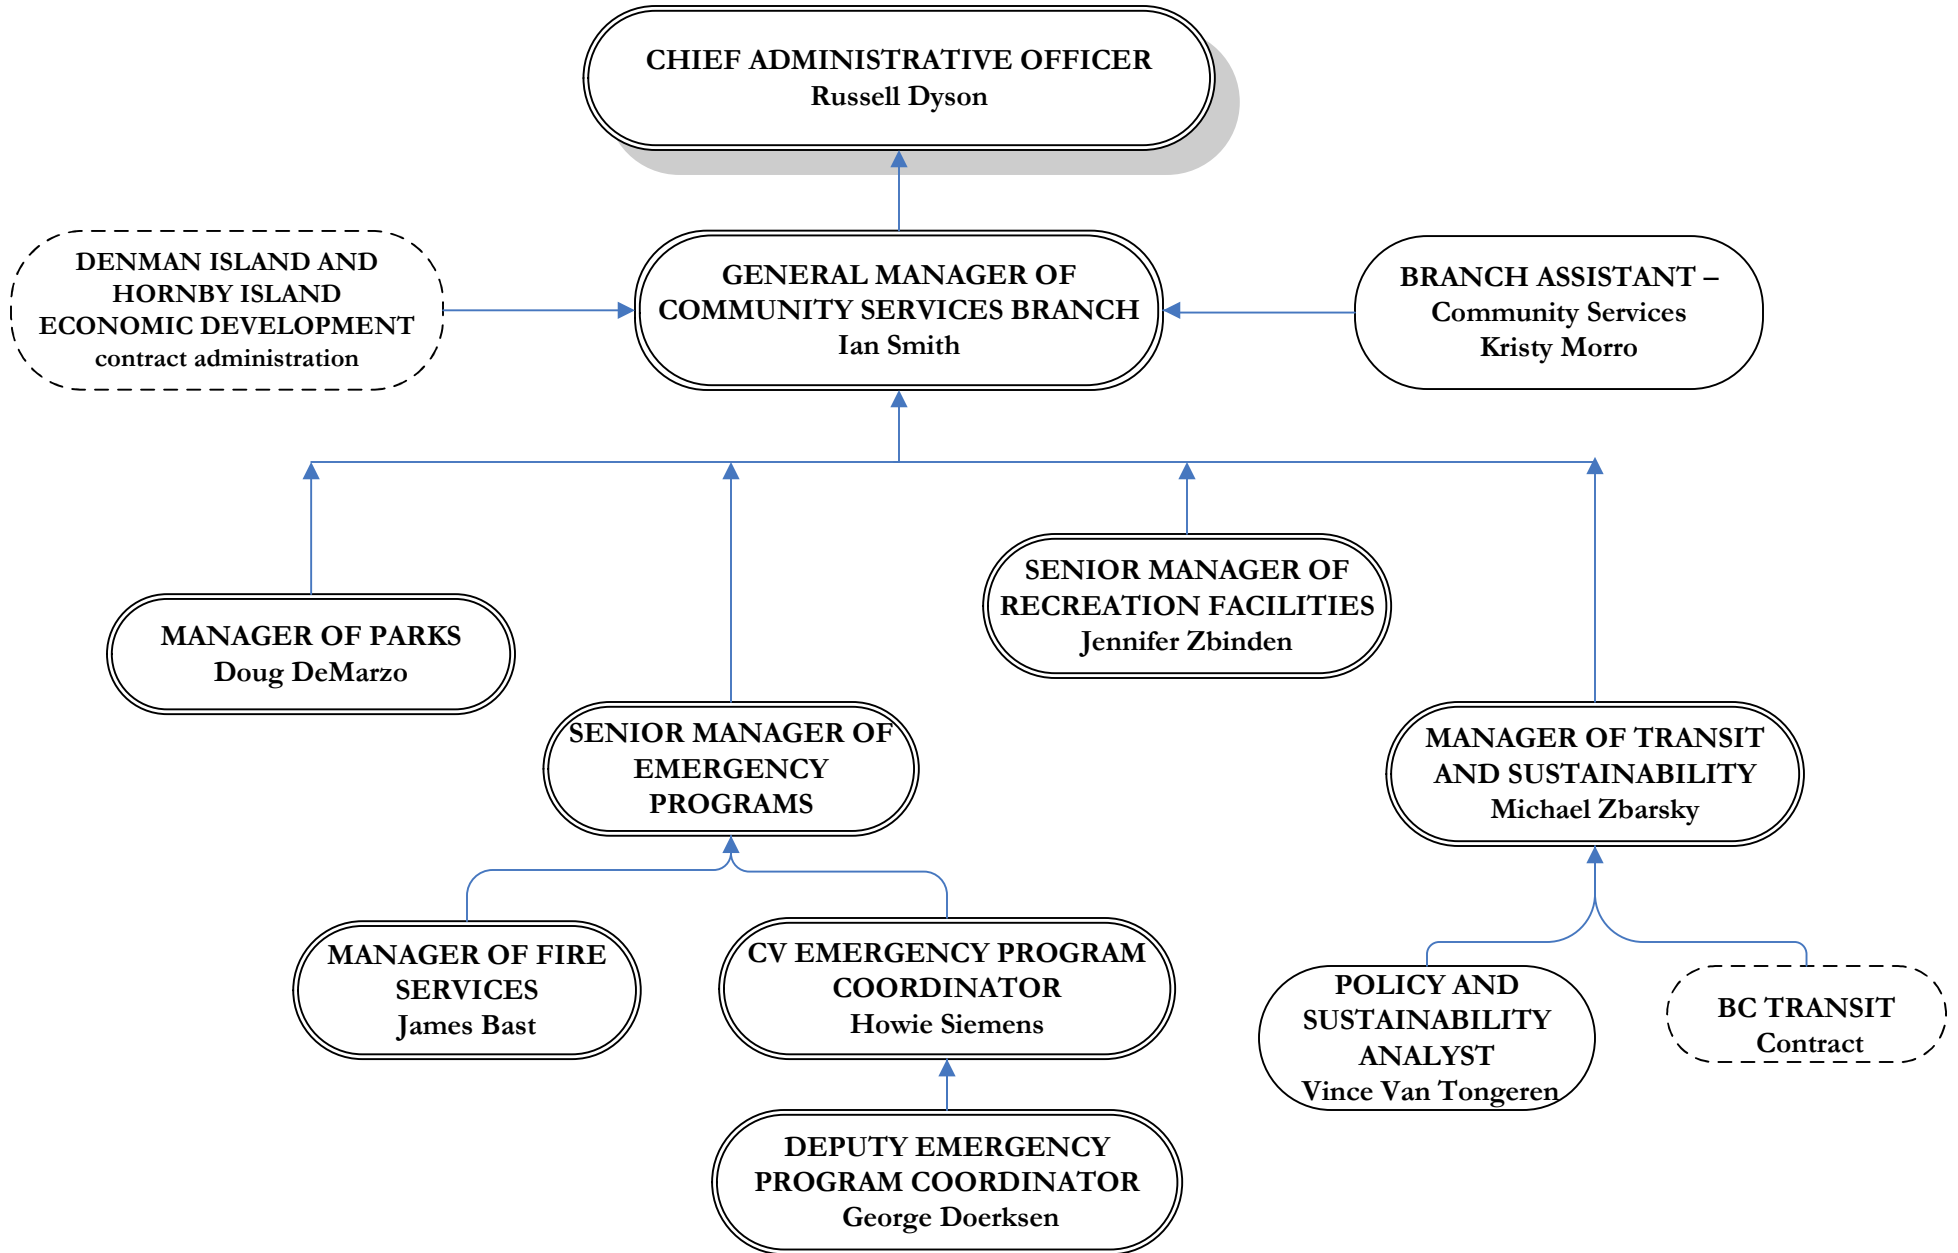 CHIEF ADMINISTRATIVE OFFICER
Russell Dyson
DENMAN ISLAND AND
HORNBY ISLAND
ECONOMIC DEVELOPMENT
contract administration
GENERAL MANAGER OF
COMMUNITY SERVICES BRANCH
Ian Smith
BRANCH ASSISTANT –
Community Services
Kristy Morro
MANAGER OF PARKS
Doug DeMarzo
SENIOR MANAGER OF
EMERGENCY
PROGRAMS
SENIOR MANAGER OF
RECREATION FACILITIES
Jennifer Zbinden
MANAGER OF TRANSIT
AND SUSTAINABILITY
Michael Zbarsky
MANAGER OF FIRE
SERVICES
James Bast
CV EMERGENCY PROGRAM
COORDINATOR
Howie Siemens
POLICY AND
SUSTAINABILITY
ANALYST
Vince Van Tongeren
BC TRANSIT
Contract
DEPUTY EMERGENCY
PROGRAM COORDINATOR
George Doerksen